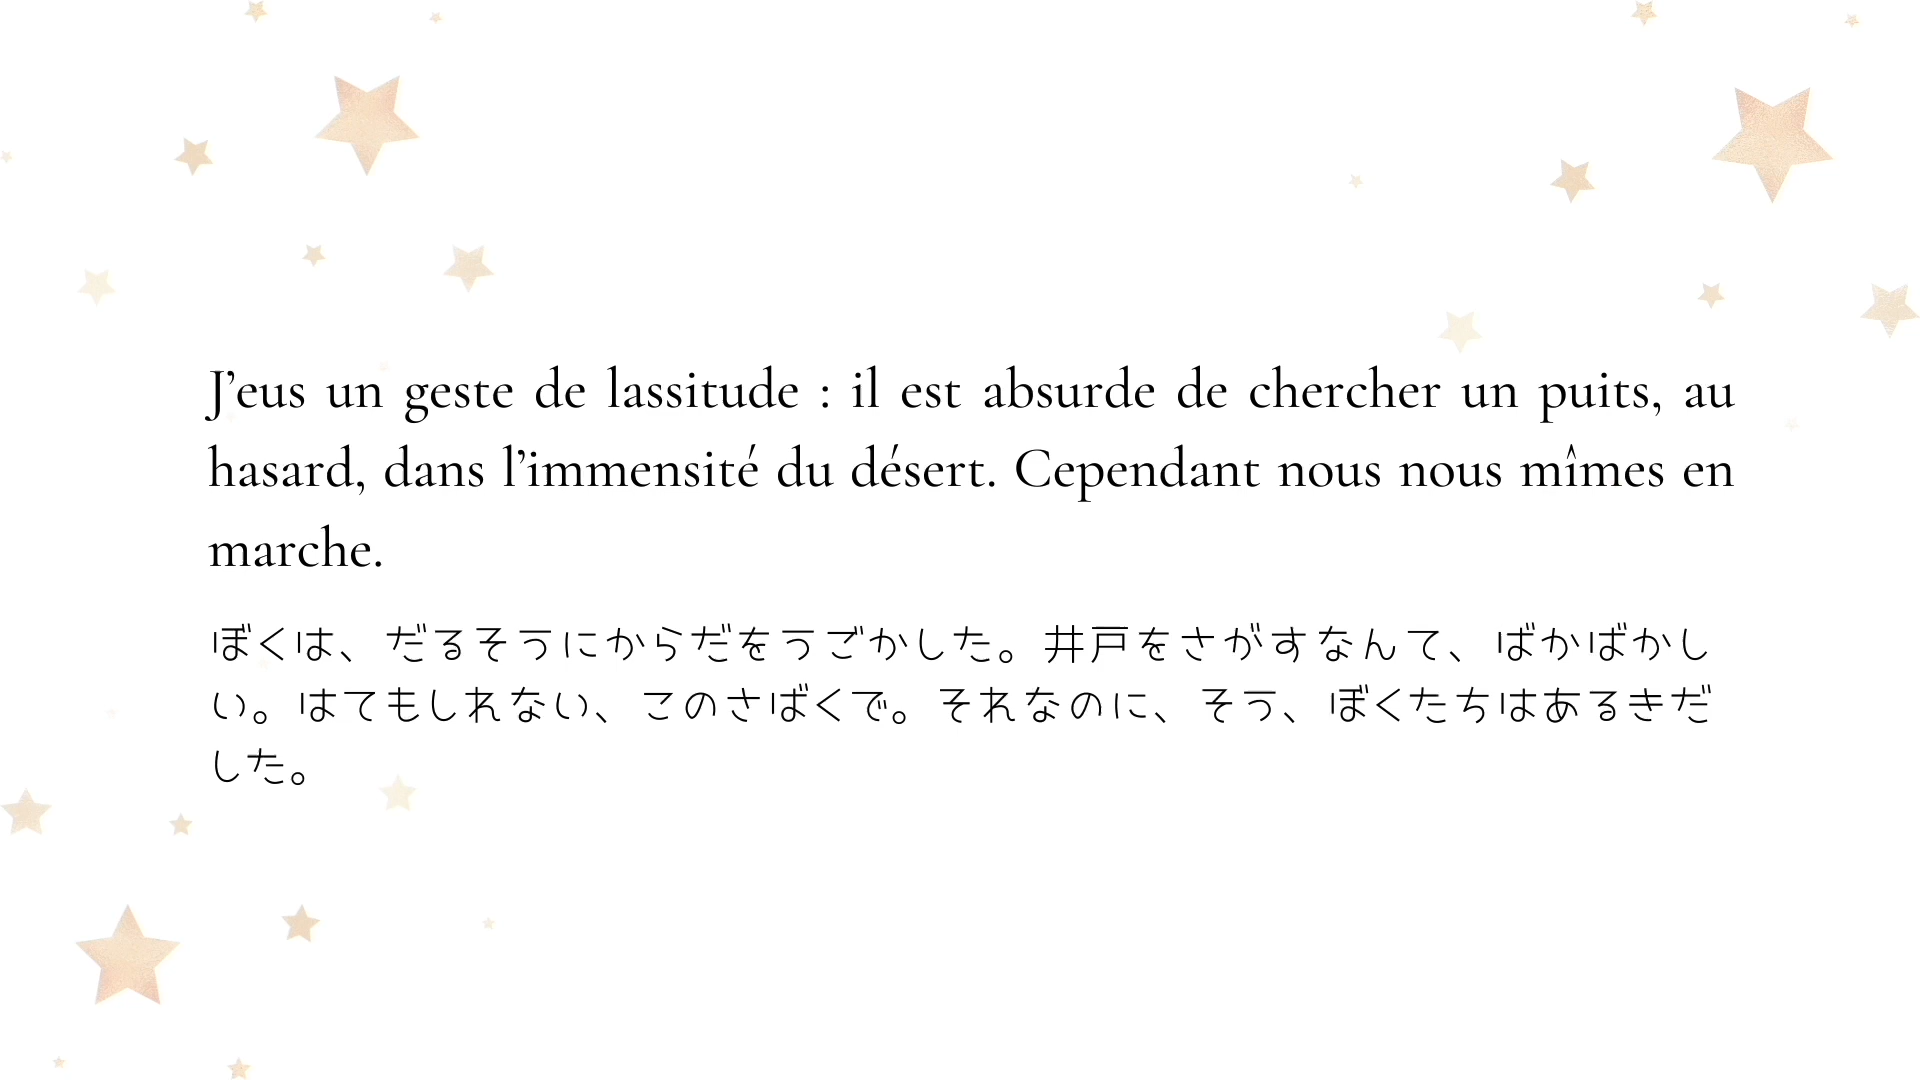 J’eus un geste de lassitude : il est absurde de chercher un puits, au
hasard, dans l’immensité du désert. Cependant nous nous mîmes en
marche.
ぼくは、だるそうにからだをうごかした。井戸をさがすなんて、ばかばかし
い。はてもしれない、このさばくで。それなのに、そう、ぼくたちはあるきだ
した。